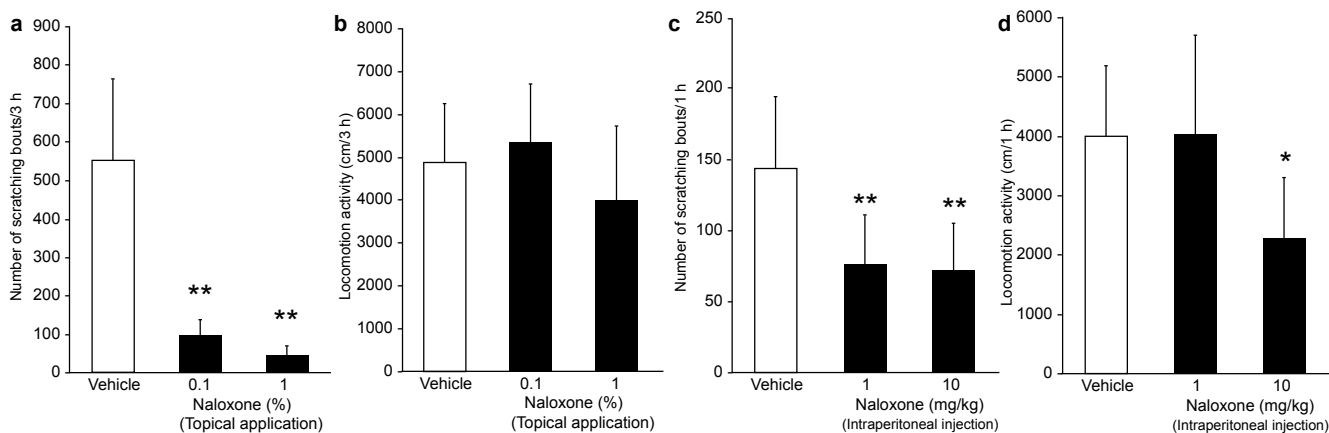 a
Number of scratching bouts/3 h
900
800
700
600
500
400
300
200
100
0
**
**
Vehicle
0.1
1
Naloxone (%)
(Topical application)
b
Locomotion activity (cm/3 h)
8000
7000
6000
5000
4000
3000
2000
1000
0
Vehicle
0.1
1
Naloxone (%)
(Topical application)
c
Number of scratching bouts/1 h
250
200
150
100
50
0
**
**
Vehicle
1
10
Naloxone (mg/kg)
(Intraperitoneal injection)
d
Locomotion activity (cm/1 h)
6000
5000
4000
3000
2000
1000
0
*
Vehicle
1
10
Naloxone (mg/kg)
(Intraperitoneal injection)